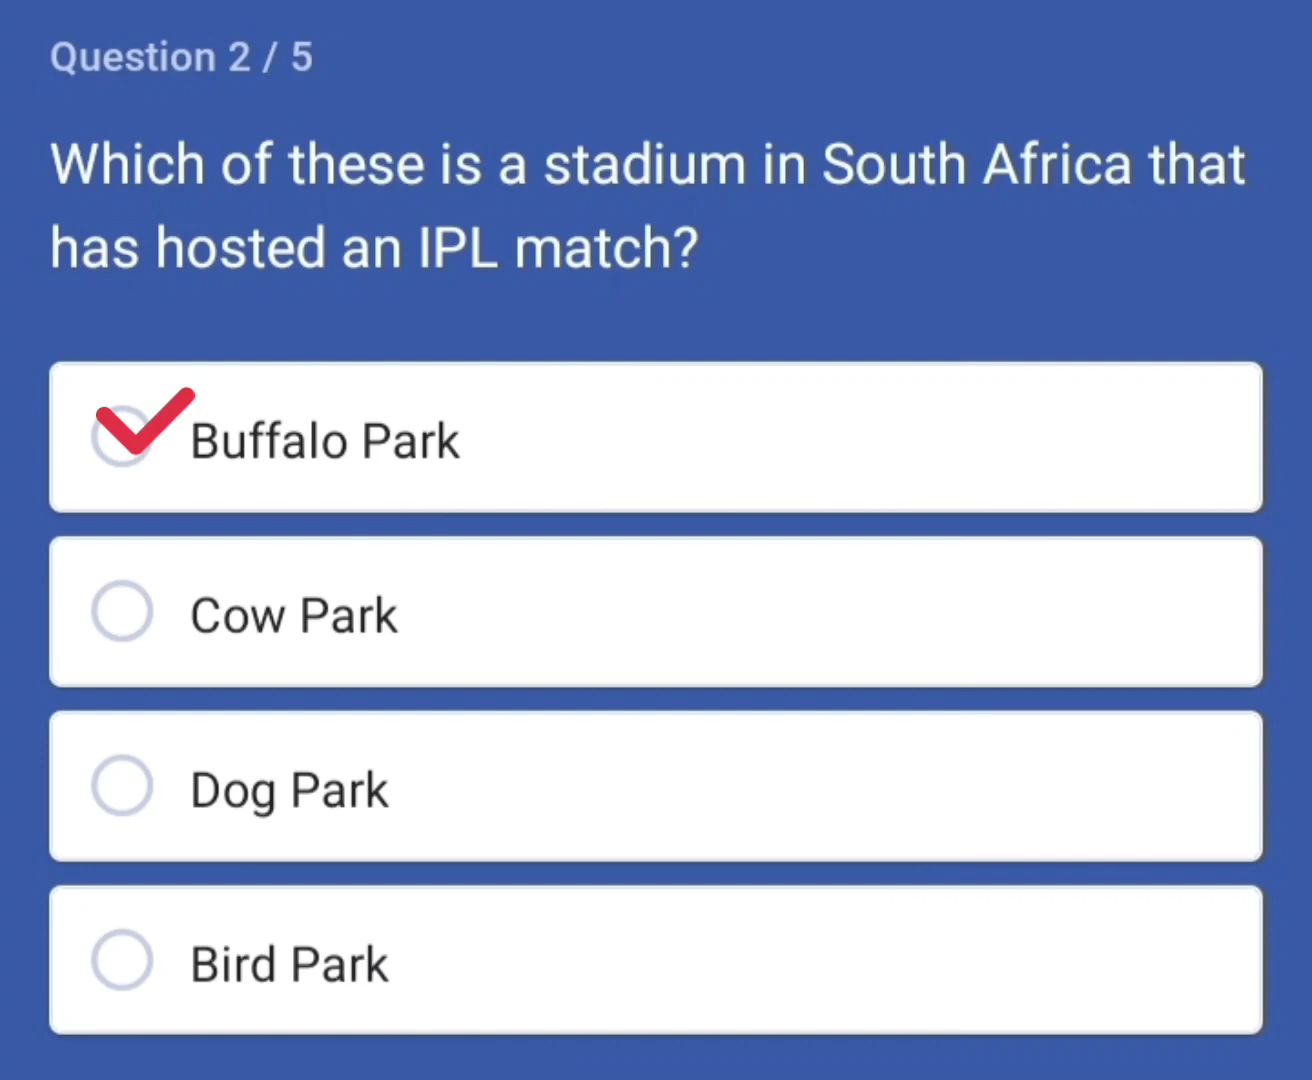 Question 2 / 5
Which of these is a stadium in South Africa that
has hosted an IPL match?
Buffalo Park
Cow Park
Dog Park
Bird Park